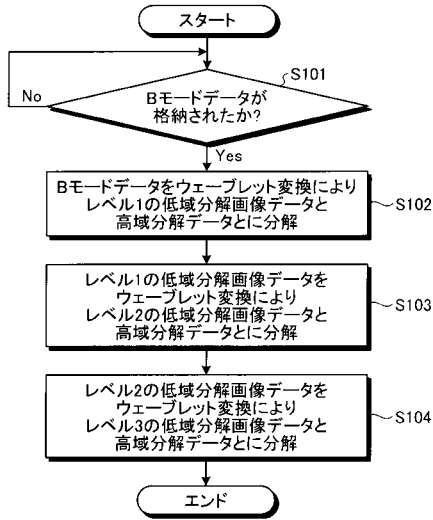 スタート
S101
Bモードデータが
格納されたか?
No
Yes
Bモードデータをウェーブレット変換により
レベル1の低域分解画像データと
高域分解データとに分解
S102
レベル1の低域分解画像データを
ウェーブレット変換により
レベル2の低域分解画像データと
高域分解データとに分解
S103
レベル2の低域分解画像データを
ウェーブレット変換により
レベル3の低域分解画像データと
高域分解データとに分解
S104
エンド